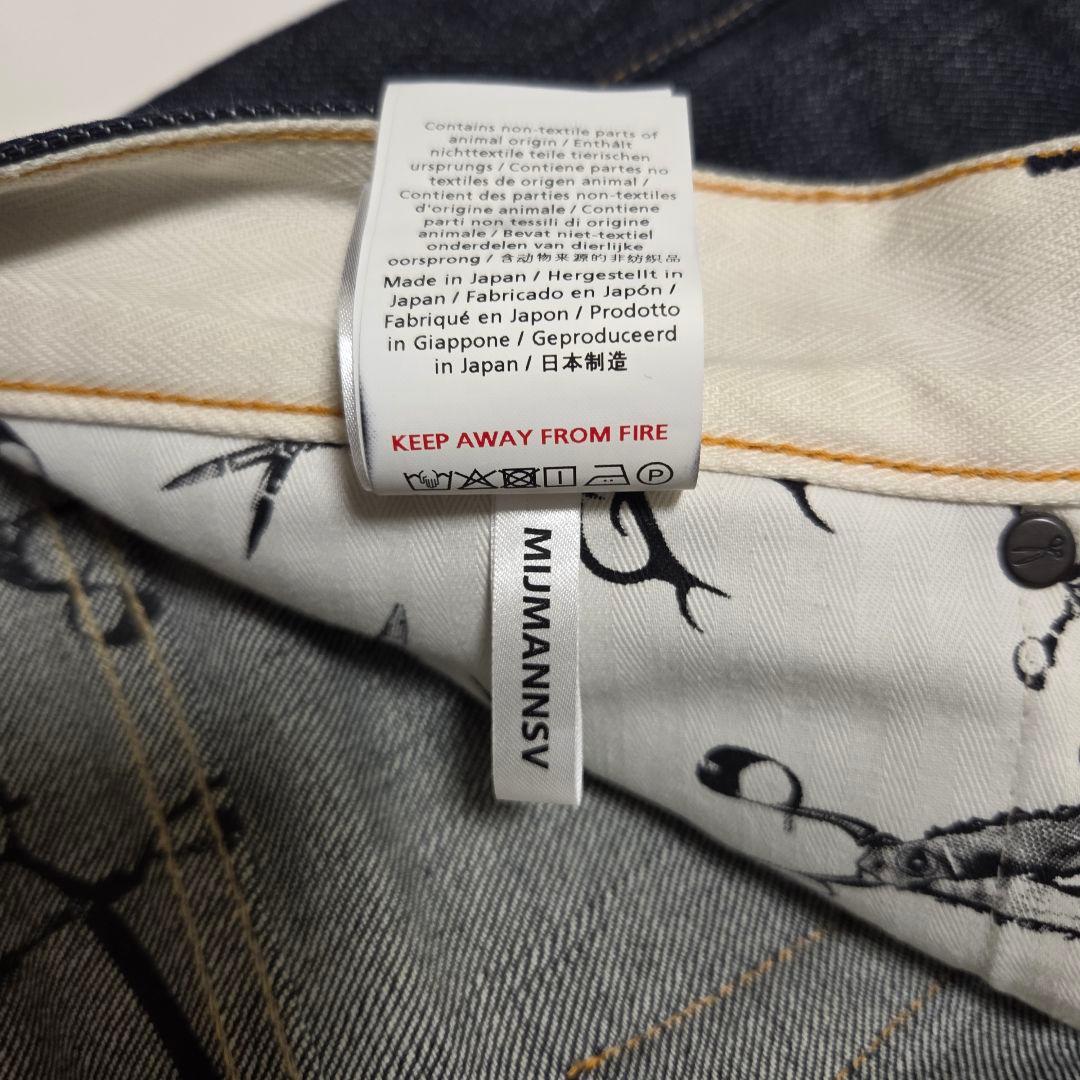 Contains non-textile parts of
animal origin / Enthält
nichttextile teile tierischen
ursprungs / Contiene partes no
textiles de origen animal /
Contient des parties non-textiles
d'origine animale / Contiene
parti non tessili di origine
animale / Bevat niet-textiel
onderdelen van dierlijke
oorsprong / 含动物来源的非纺织品
Made in Japan / Hergestellt in
Japan / Fabricado en Japón /
Fabriqué en Japon / Prodotto
in Giappone / Geproduceerd
in Japan / 日本制造
KEEP AWAY FROM FIRE
P
MIJMANNSV